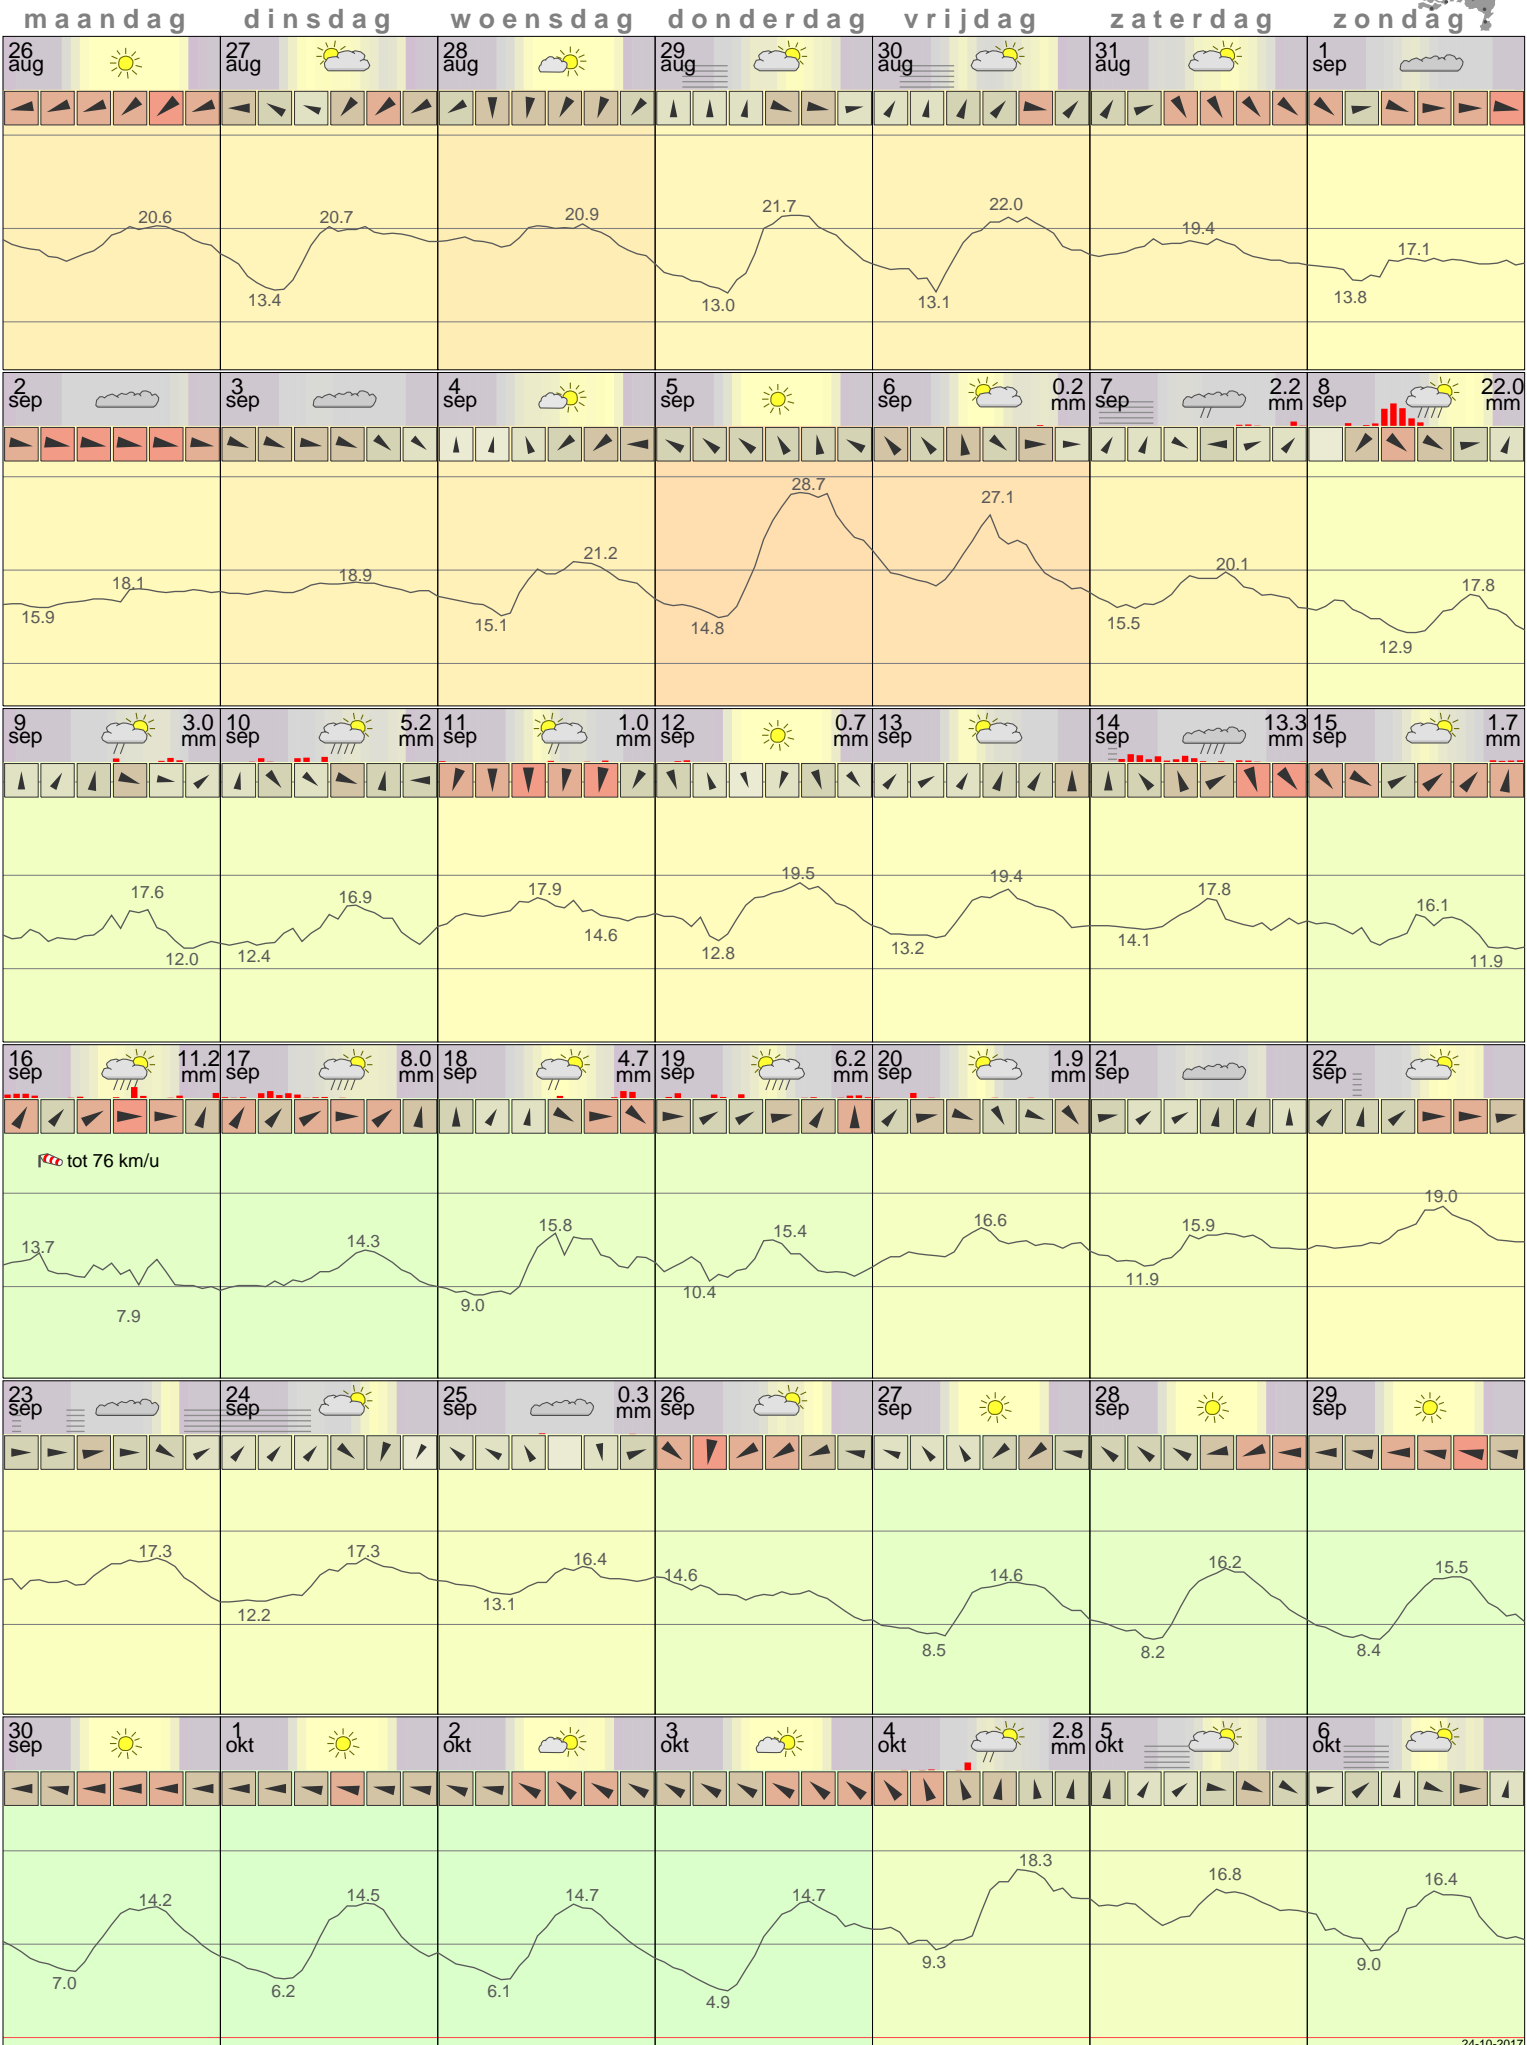 maandag dinsdag woensdag donderdag vrijdag zaterdag zondag
26 27 28 29 30 31 1
aug aug aug aug aug aug sep
20.6 20.7 20.9 21.7 22.0 19.4 17.1
13.4 13.0 13.1 13.8
2 3 4 5 6 0.2 7 2.2 8 22.0
sep sep sep sep sep mm sep mm sep mm
15.9 18.1 18.9 15.1 21.2 14.8 28.7 27.1 15.5 20.1 12.9 17.8
9 3.0 10 5.2 11 1.0 12 0.7 13 14 13.3 15 1.7
sep mm sep mm sep mm sep mm sep sep mm sep mm
17.6 16.9 17.9 19.5 19.4 17.8 16.1
12.0 12.4 14.6 12.8 13.2 14.1 11.9
16 11.2 17 8.0 18 4.7 19 6.2 20 1.9 21 22
sep mm sep mm sep mm sep mm sep mm sep sep
tot 76 km/u
13.7 14.3 15.8 15.4 16.6 15.9 19.0
7.9 9.0 10.4 11.9
23 24 25 0.3 26 27 28 29
sep sep sep mm sep sep sep sep
17.3 17.3 16.4 14.6 14.6 16.2 15.5
12.2 13.1 8.5 8.2 8.4
30 1 2 3 4 2.8 5 6
sep okt okt okt okt mm okt okt
14.2 14.5 14.7 14.7 18.3 16.8 16.4
7.0 6.2 6.1 4.9 9.3 9.0
24-10-2017